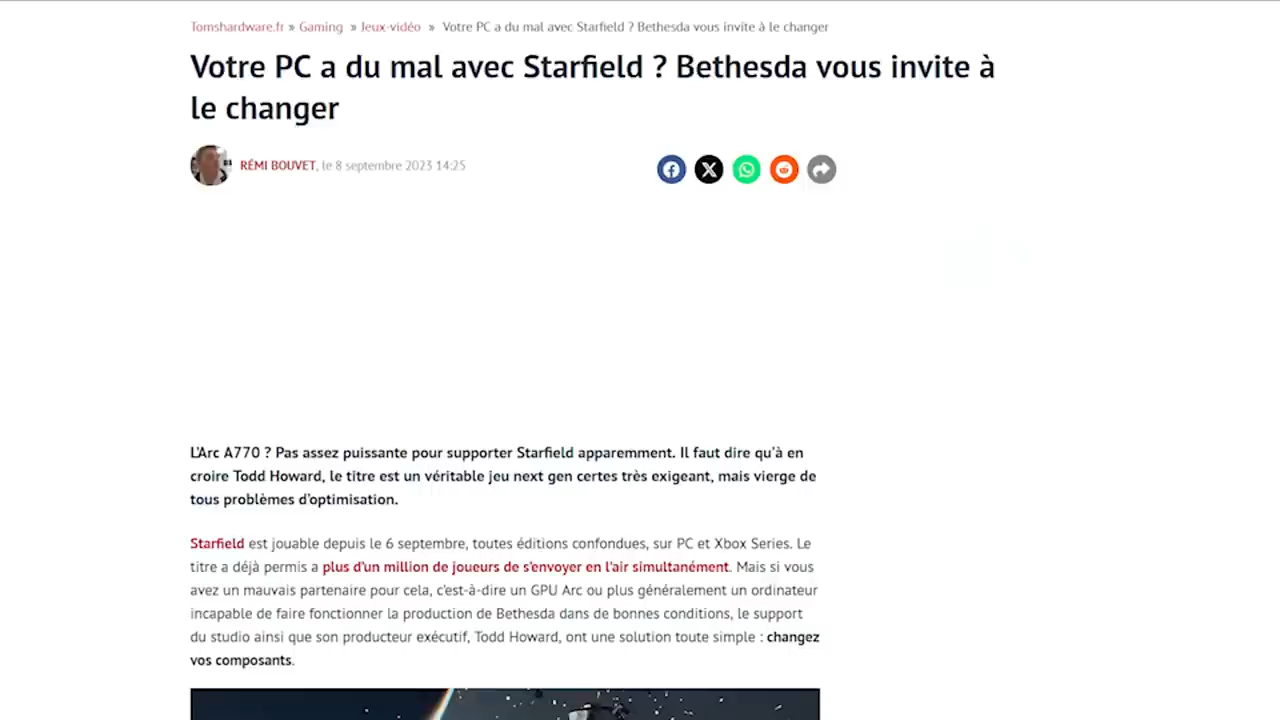 Tomshardware.fr » Gaming » Jeux-vidéo » Votre PC a du mal avec Starfield ? Bethesda vous invite à le changer
Votre PC a du mal avec Starfield ? Bethesda vous invite à
le changer
RÉMI BOUVET, le 8 septembre 2023 14:25
L'Arc A770 ? Pas assez puissante pour supporter Starfield apparemment. Il faut dire qu'à en
croire Todd Howard, le titre est un véritable jeu next gen certes très exigeant, mais vierge de
tous problèmes d'optimisation.
Starfield est jouable depuis le 6 septembre, toutes éditions confondues, sur PC et Xbox Series. Le
titre a déjà permis a plus d'un million de joueurs de s'envoyer en l'air simultanément. Mais si vous
avez un mauvais partenaire pour cela, c'est-à-dire un GPU Arc ou plus généralement un ordinateur
incapable de faire fonctionner la production de Bethesda dans de bonnes conditions, le support
du studio ainsi que son producteur exécutif, Todd Howard, ont une solution toute simple : changez
vos composants.